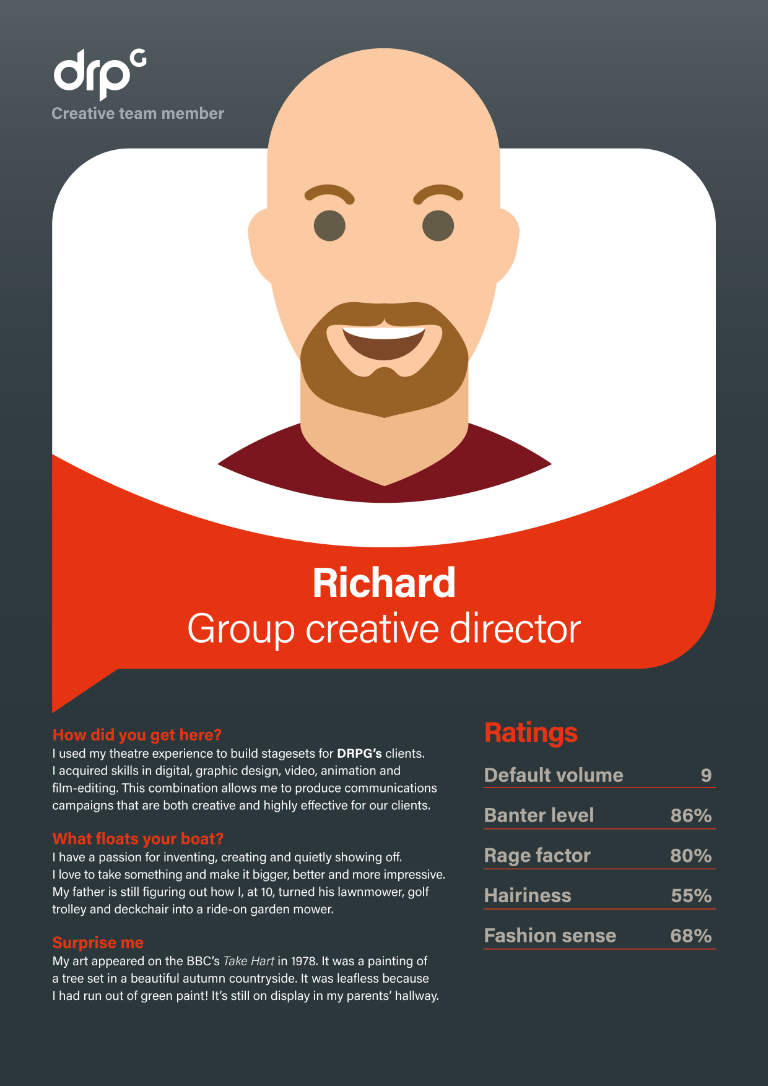 drpG
Creative team member
Richard
Group creative director
How did you get here?
I used my theatre experience to build stagesets for DRPG's clients.
I acquired skills in digital, graphic design, video, animation and
film-editing. This combination allows me to produce communications
campaigns that are both creative and highly effective for our clients.
What floats your boat?
I have a passion for inventing, creating and quietly showing off.
I love to take something and make it bigger, better and more impressive.
My father is still figuring out how I, at 10, turned his lawnmower, golf
trolley and deckchair into a ride-on garden mower.
Surprise me
My art appeared on the BBC's Take Hart in 1978. It was a painting of
a tree set in a beautiful autumn countryside. It was leafless because
I had run out of green paint! It's still on display in my parents' hallway.
Ratings
Default volume 9
Banter level 86%
Rage factor 80%
Hairiness 55%
Fashion sense 68%